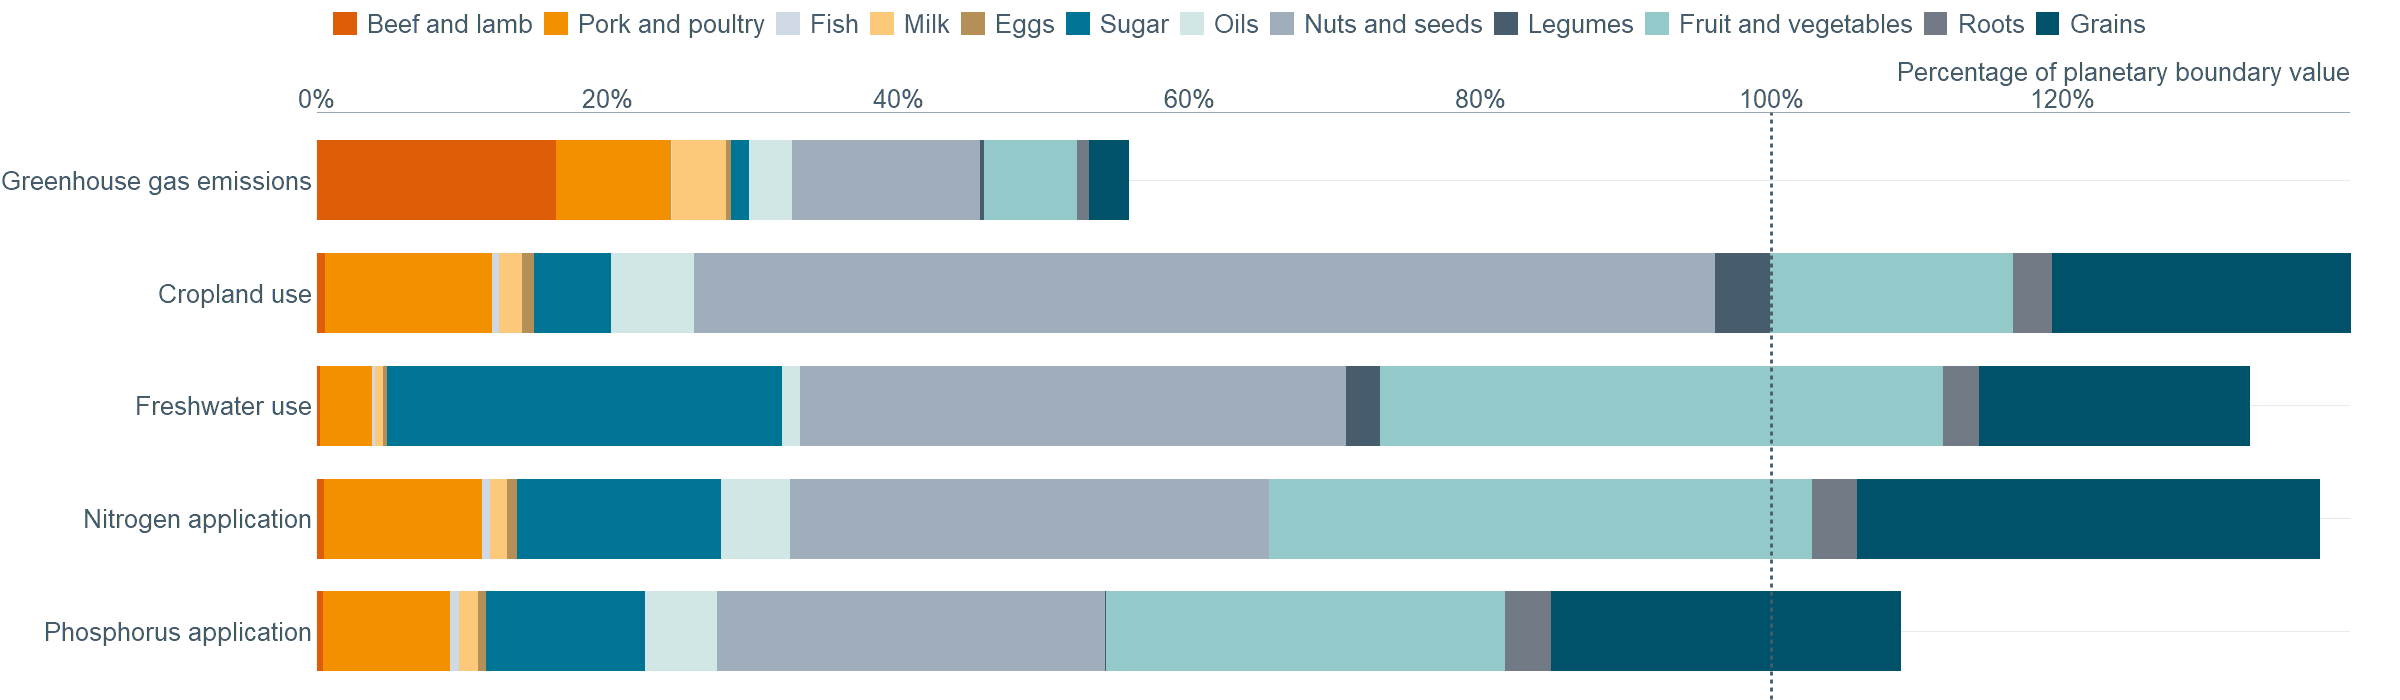 Beef and lamb Pork and poultry Fish Milk Eggs Sugar Oils Nuts and seeds Legumes Fruit and vegetables Roots Grains
Percentage of planetary boundary value
0% 20% 40% 60% 80% 100% 120%
Greenhouse gas emissions
Cropland use
Freshwater use
Nitrogen application
Phosphorus application